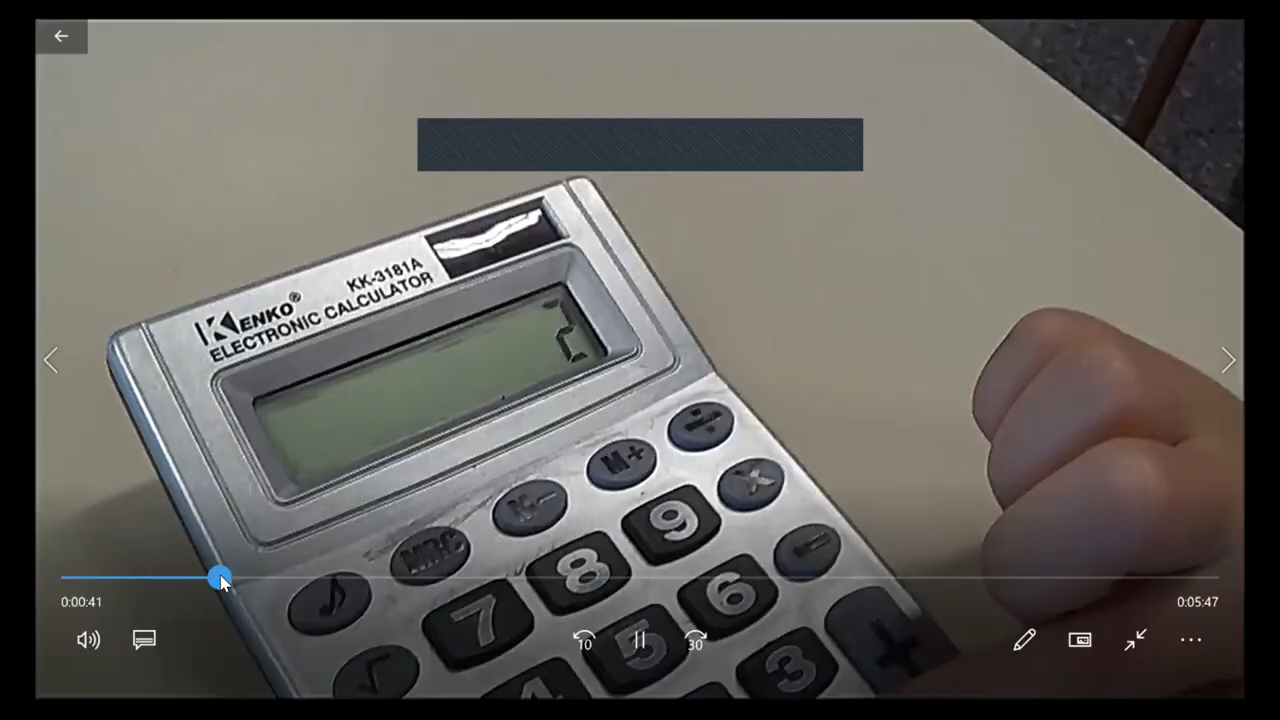 KK-3181A
KENKO®
ELECTRONIC CALCULATOR
M+
÷
M-
X
MRC
9
-
♪
8
6
7
5
+
√
4
3
0:00:41
0:05:47
10
30